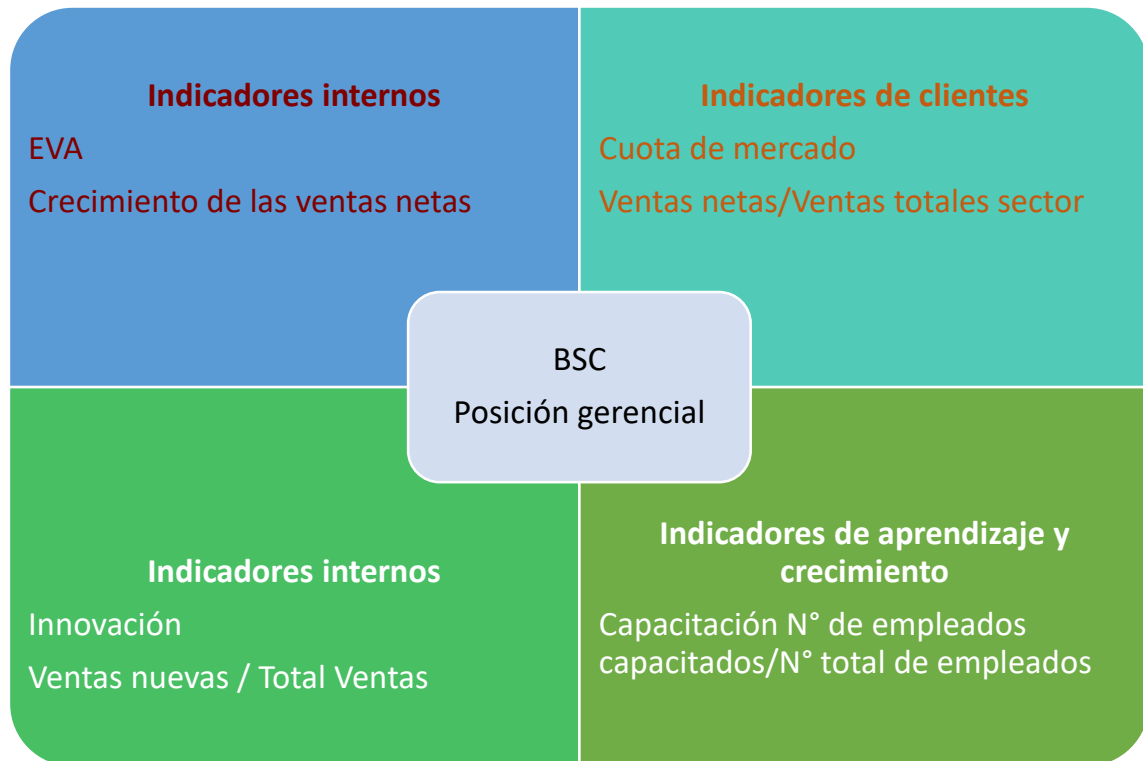 Indicadores internos
EVA
Crecimiento de las ventas netas
Indicadores de clientes
Cuota de mercado
Ventas netas/Ventas totales sector
BSC
Posición gerencial
Indicadores internos
Innovación
Ventas nuevas / Total Ventas
Indicadores de aprendizaje y
crecimiento
Capacitación N° de empleados
capacitados/N° total de empleados